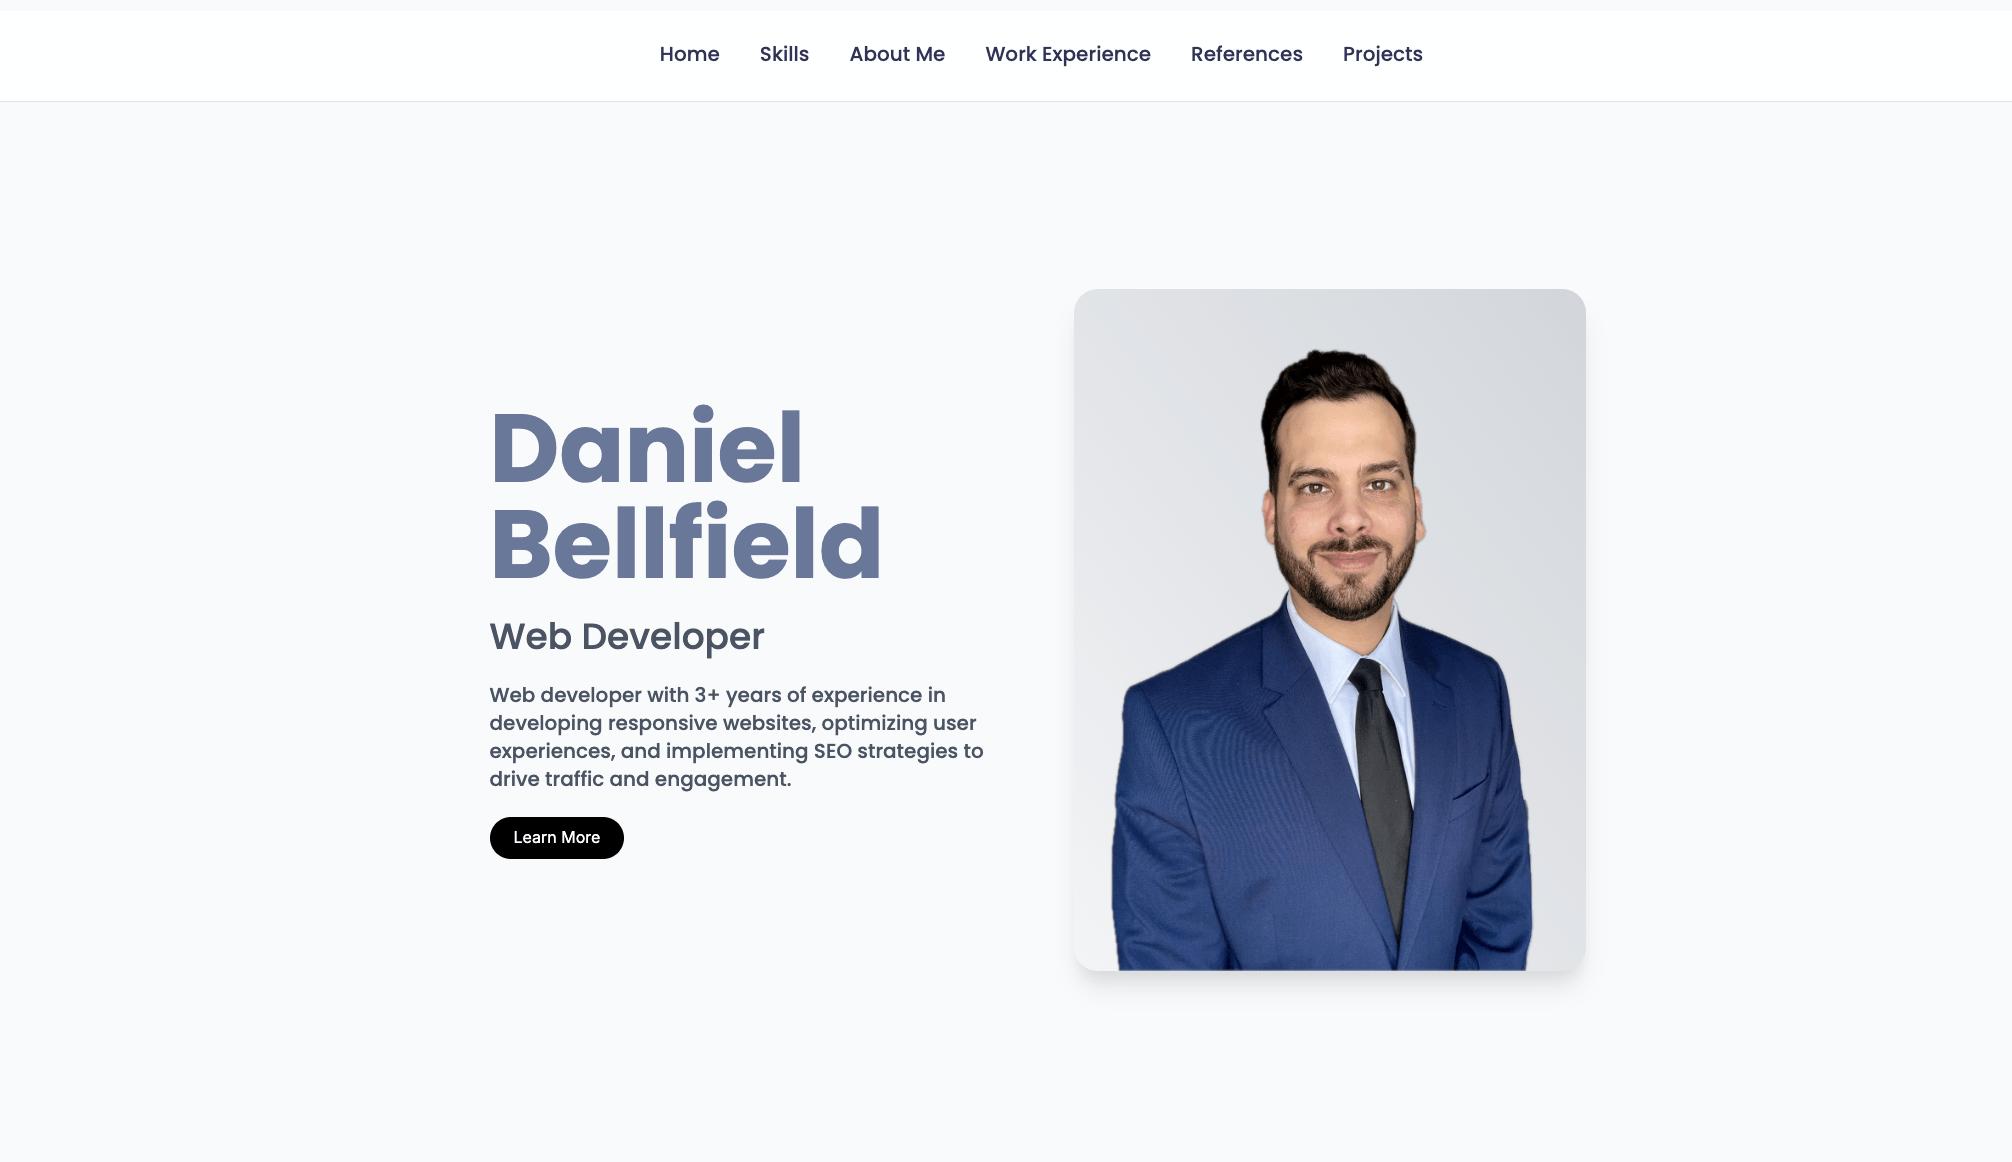 Home Skills About Me Work Experience References Projects
Daniel
Bellfield
Web Developer
Web developer with 3+ years of experience in
developing responsive websites, optimizing user
experiences, and implementing SEO strategies to
drive traffic and engagement.
Learn More